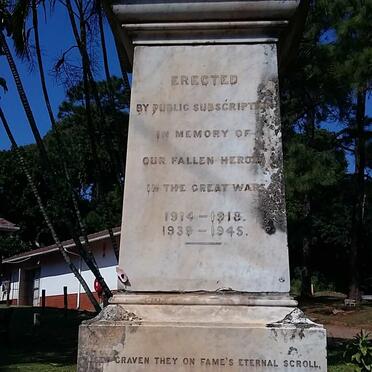 ERECTED
BY PUBLIC SUBSCRIPTION
IN MEMORY OF
OUR FALLEN HEROES
IN THE GREAT WAR
1914 – 1918.
1939 – 1945.
GRAVEN THEY ON FAME'S ETERNAL SCROLL,